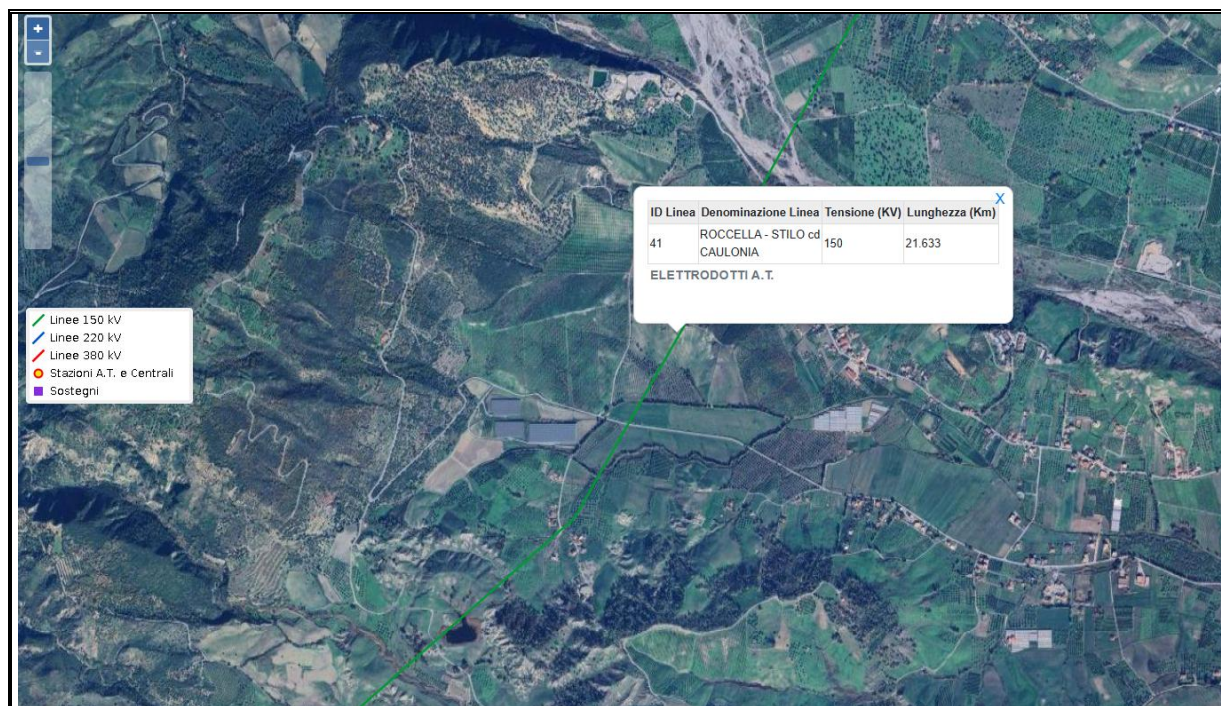 +
-
X
ID Linea Denominazione Linea Tensione (KV) Lunghezza (Km)
41 ROCCELLA - STILO cd CAULONIA 150 21.633
ELETTRODOTTI A.T.
Linee 150 kV
Linee 220 kV
Linee 380 kV
Stazioni A.T. e Centrali
Sostegni